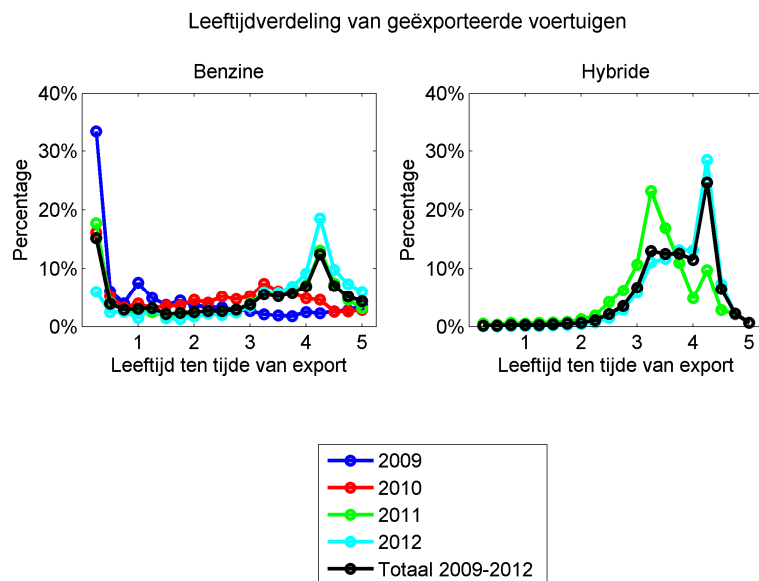 Leeftijdverdeling van geëxporteerde voertuigen
Benzine
40%
30%
20%
10%
0%
Percentage
1 2 3 4 5
Leeftijd ten tijde van export
Hybride
40%
30%
20%
10%
0%
Percentage
1 2 3 4 5
Leeftijd ten tijde van export
2009
2010
2011
2012
Totaal 2009-2012